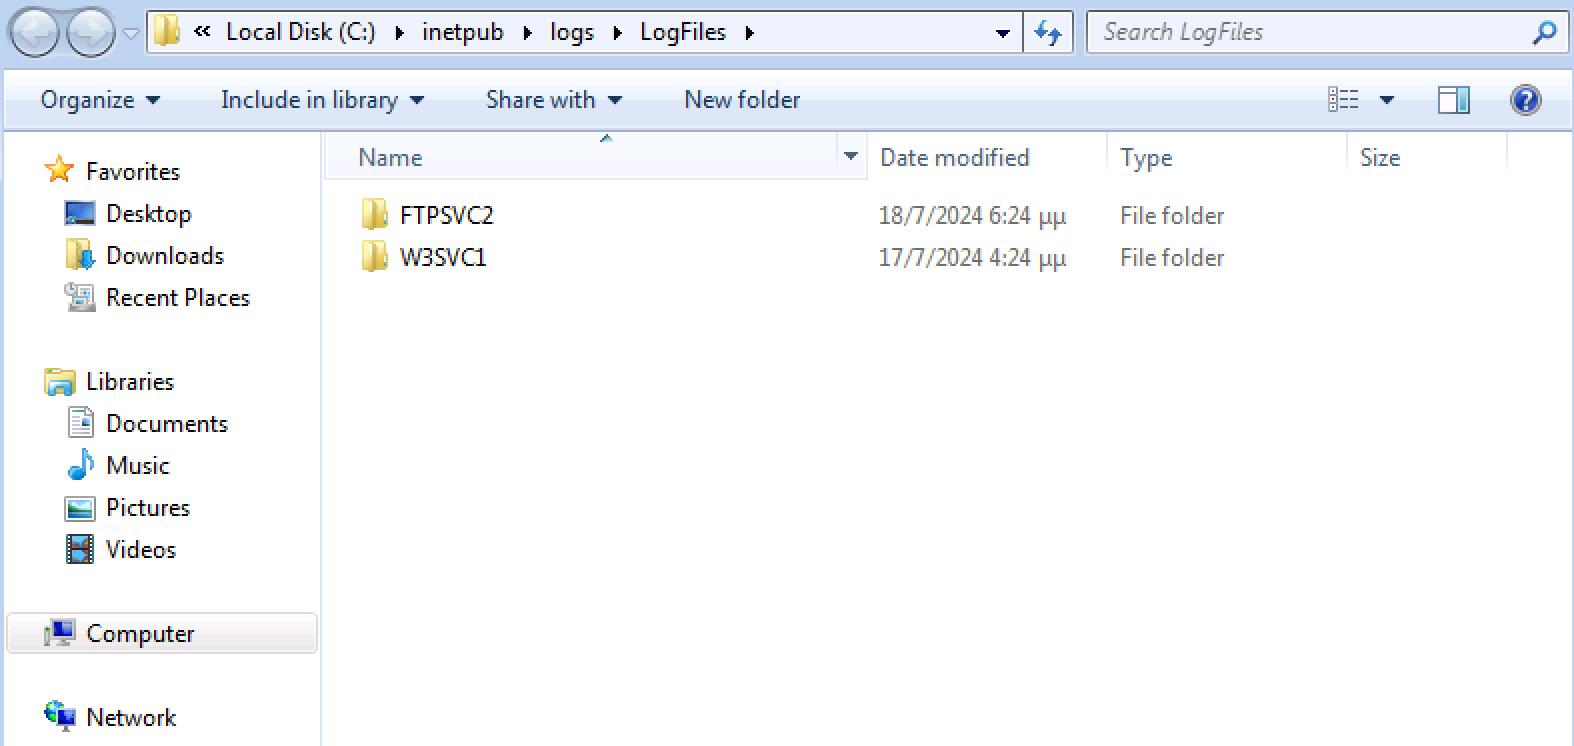 « Local Disk (C:) inetpub logs LogFiles
Search LogFiles
Organize Include in library Share with New folder
Name Date modified Type Size
FTPSVC2 18/7/2024 6:24 μμ File folder
W3SVC1 17/7/2024 4:24 μμ File folder
Favorites
Desktop
Downloads
Recent Places
Libraries
Documents
Music
Pictures
Videos
Computer
Network